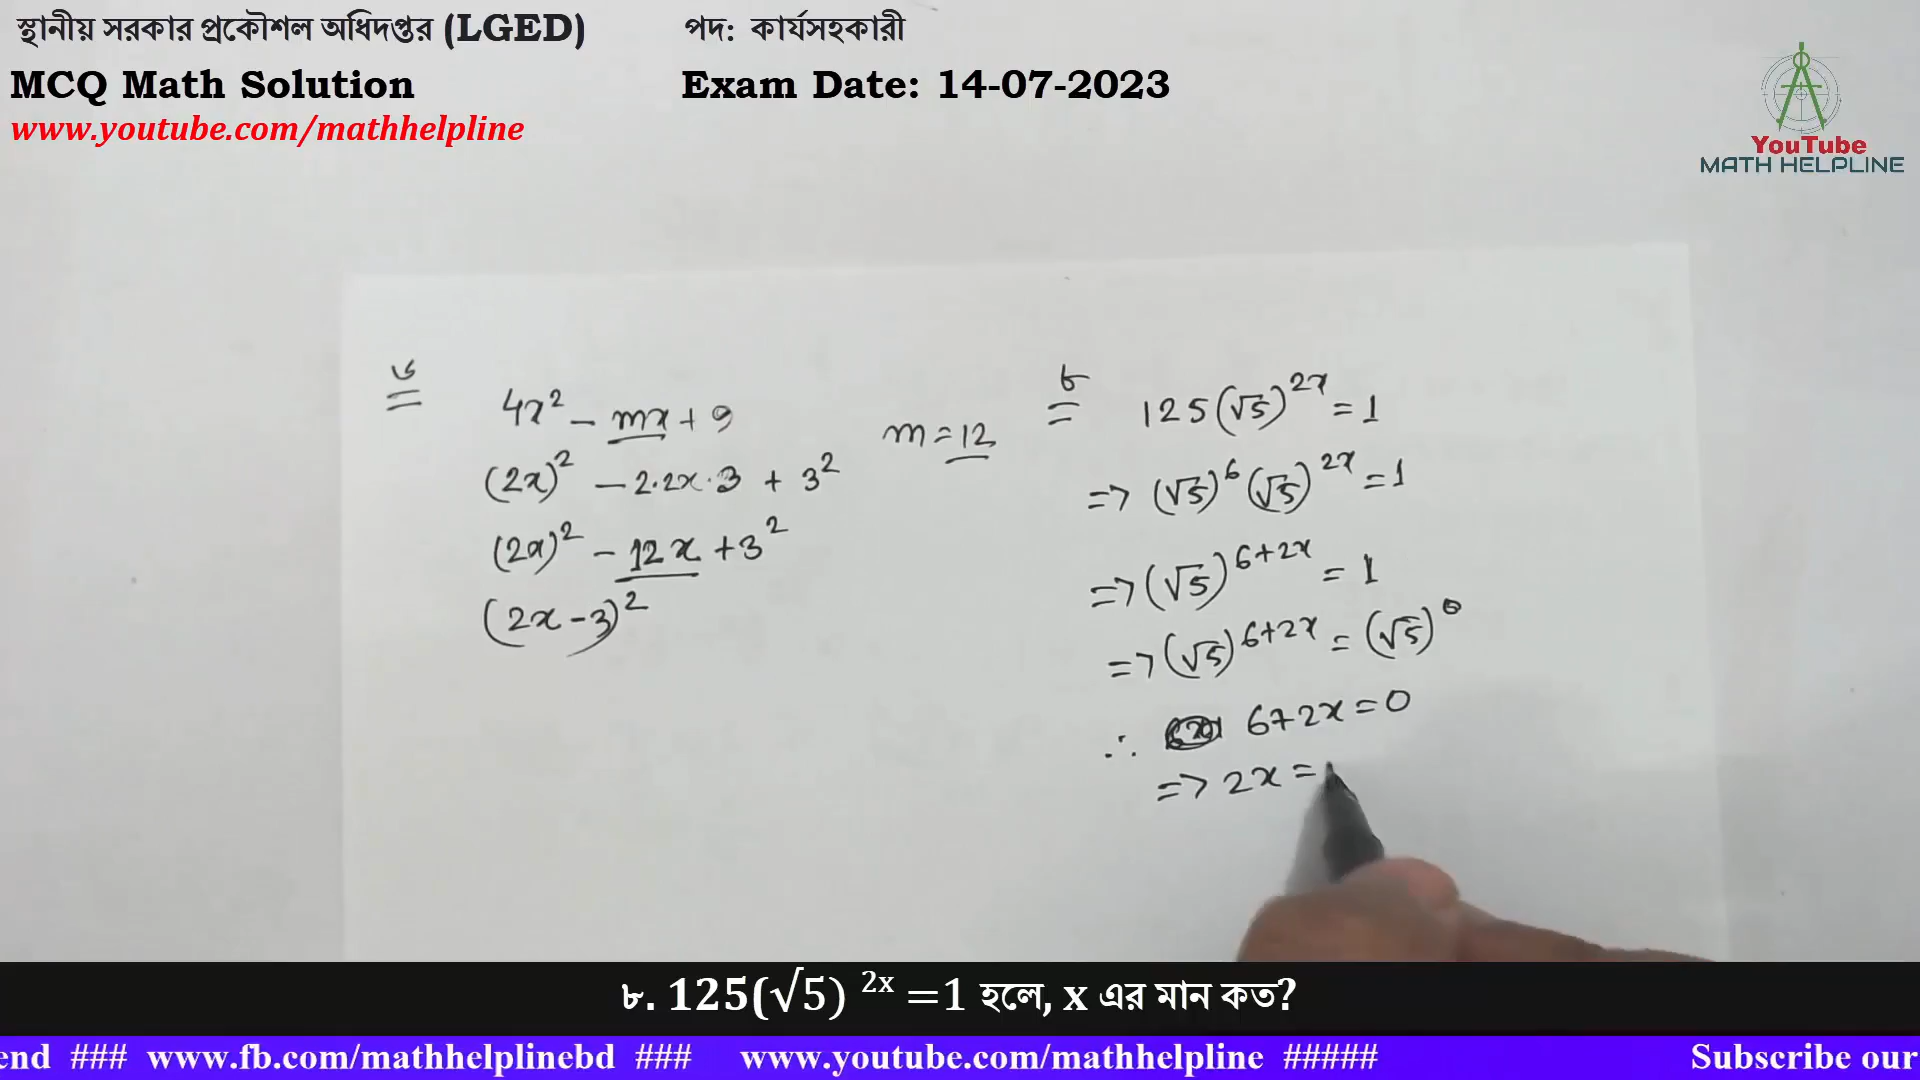 স্থানীয় সরকার প্রকৌশল অধিদপ্তর (LGED) পদ: কার্যসহকারী
MCQ Math Solution Exam Date: 14-07-2023
www.youtube.com/mathhelpline
YouTube
MATH HELPLINE
৬
4x² - mx + 9
m = 12
(2x)² - 2·2x·3 + 3²
(2x)² - 12x + 3²
(2x - 3)²
৮
125(√5)^2x = 1
=> (√5)^6 (√5)^2x = 1
=> (√5)^6+2x = 1
=> (√5)^6+2x = (√5)^0
∴ 6+2x = 0
=> 2x =
৮. 125(√5) ^2x =1 হলে, x এর মান কত?
end ### www.fb.com/mathhelplinebd ### www.youtube.com/mathhelpline ##### Subscribe our